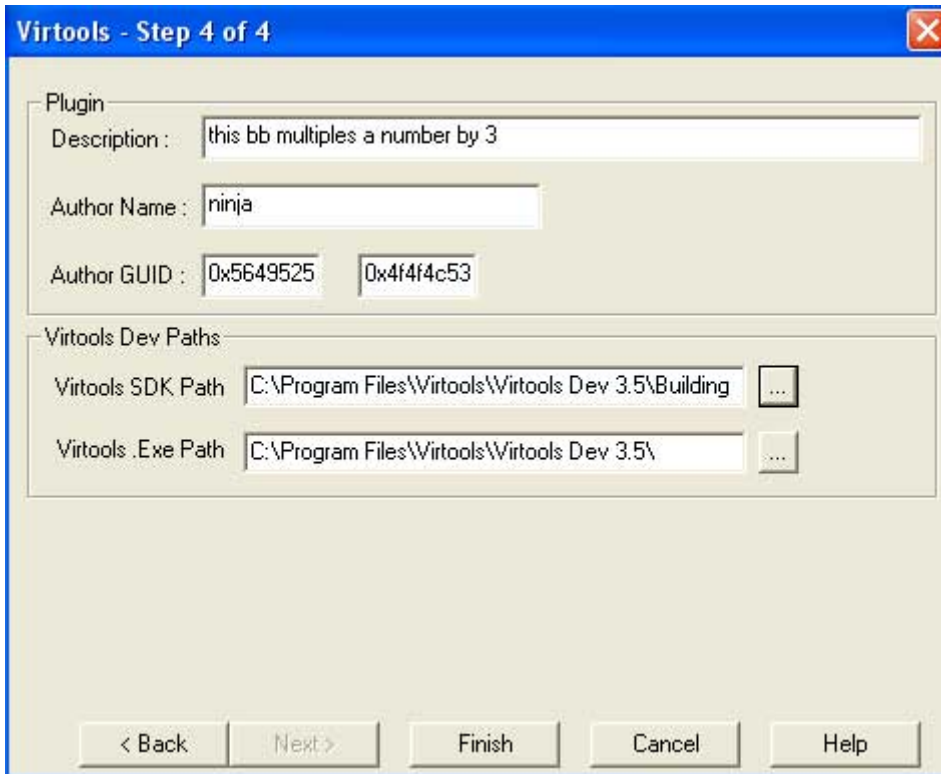 Virtools - Step 4 of 4
Plugin
Description : this bb multiples a number by 3
Author Name : ninja
Author GUID : 0x5649525 0x4f4f4c53
Virtools Dev Paths
Virtools SDK Path C:\Program Files\Virtools\Virtools Dev 3.5\Building ...
Virtools .Exe Path C:\Program Files\Virtools\Virtools Dev 3.5\ ...
< Back Next > Finish Cancel Help